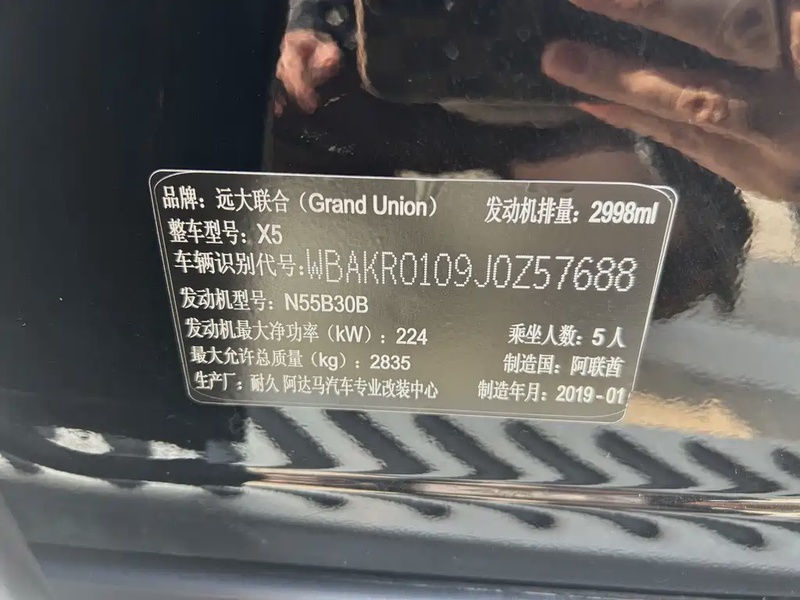 品牌：远大联合（Grand Union） 发动机排量：2998ml
整车型号：X5
车辆识别代号:WBAKR0109J0Z57688
发动机型号：N55B30B
发动机最大净功率（kW）：224 乘坐人数：5人
最大允许总质量（kg）：2835 制造国：阿联酋
生产厂：耐久 阿达马汽车专业改装中心 制造年月：2019-01